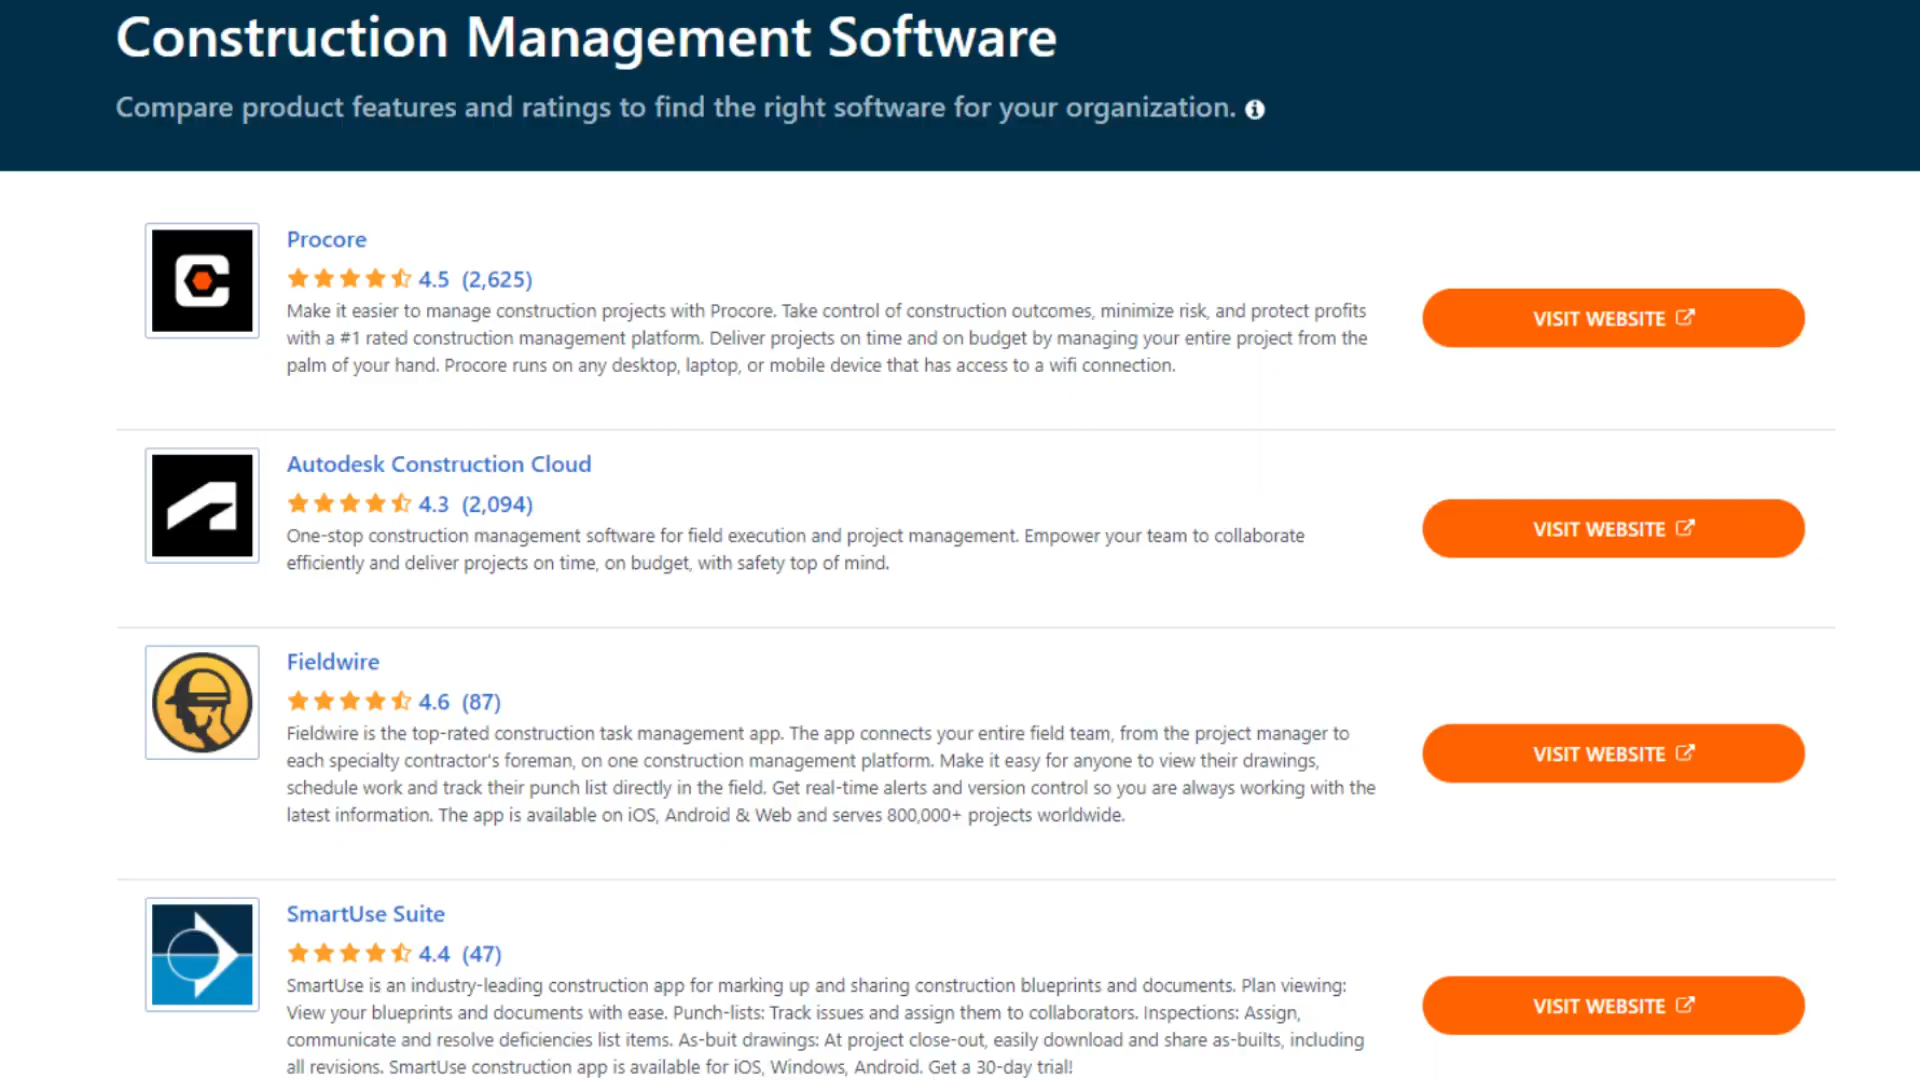 Construction Management Software
Compare product features and ratings to find the right software for your organization.
Procore
4.5 (2,625)
Make it easier to manage construction projects with Procore. Take control of construction outcomes, minimize risk, and protect profits
with a #1 rated construction management platform. Deliver projects on time and on budget by managing your entire project from the
palm of your hand. Procore runs on any desktop, laptop, or mobile device that has access to a wifi connection.
VISIT WEBSITE
Autodesk Construction Cloud
4.3 (2,094)
One-stop construction management software for field execution and project management. Empower your team to collaborate
efficiently and deliver projects on time, on budget, with safety top of mind.
VISIT WEBSITE
Fieldwire
4.6 (87)
Fieldwire is the top-rated construction task management app. The app connects your entire field team, from the project manager to
each specialty contractor's foreman, on one construction management platform. Make it easy for anyone to view their drawings,
schedule work and track their punch list directly in the field. Get real-time alerts and version control so you are always working with the
latest information. The app is available on iOS, Android & Web and serves 800,000+ projects worldwide.
VISIT WEBSITE
SmartUse Suite
4.4 (47)
SmartUse is an industry-leading construction app for marking up and sharing construction blueprints and documents. Plan viewing:
View your blueprints and documents with ease. Punch-lists: Track issues and assign them to collaborators. Inspections: Assign,
communicate and resolve deficiencies list items. As-buit drawings: At project close-out, easily download and share as-builts, including
all revisions. SmartUse construction app is available for iOS, Windows, Android. Get a 30-day trial!
VISIT WEBSITE